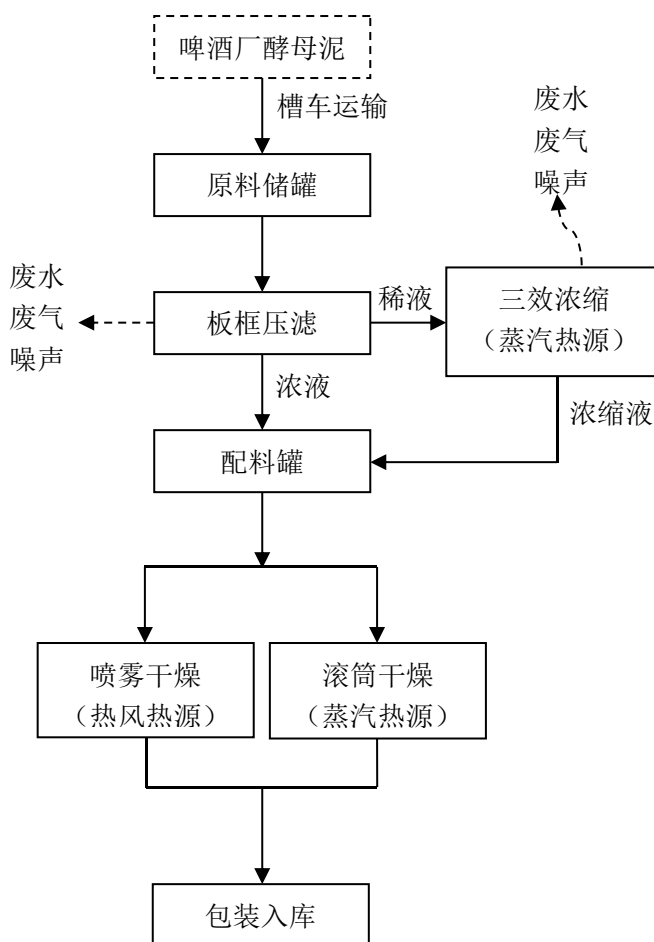 啤酒厂酵母泥
槽车运输
废水
废气
噪声
原料储罐
废水
废气
噪声
板框压滤
稀液
三效浓缩
（蒸汽热源）
浓液
浓缩液
配料罐
喷雾干燥
（热风热源）
滚筒干燥
（蒸汽热源）
包装入库